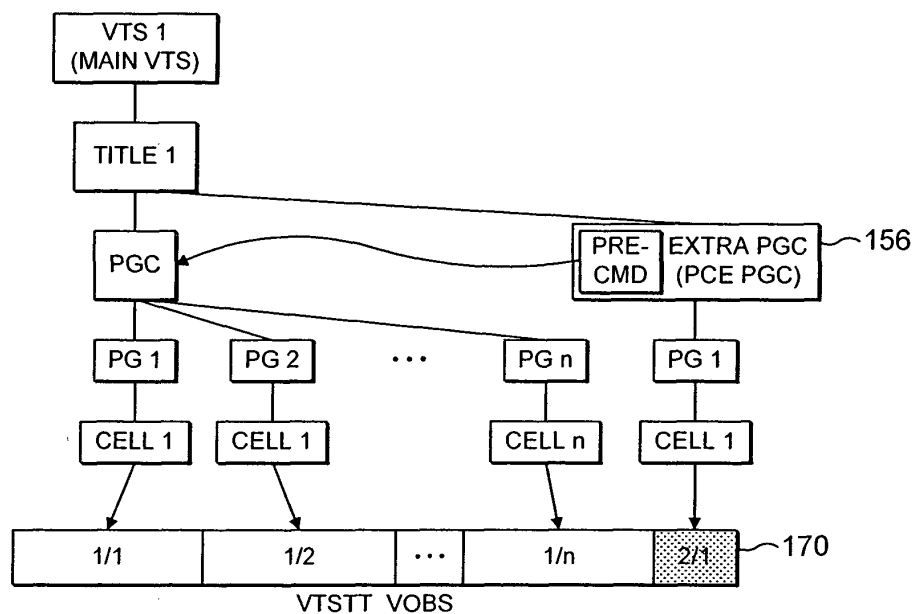 VTS 1
(MAIN VTS)
TITLE 1
PGC
PRE-
CMD
EXTRA PGC
(PCE PGC)
156
PG 1
PG 2
...
PG n
PG 1
CELL 1
CELL 1
CELL n
CELL 1
1/1
1/2
...
1/n
2/1
170
VTSTT VOBS